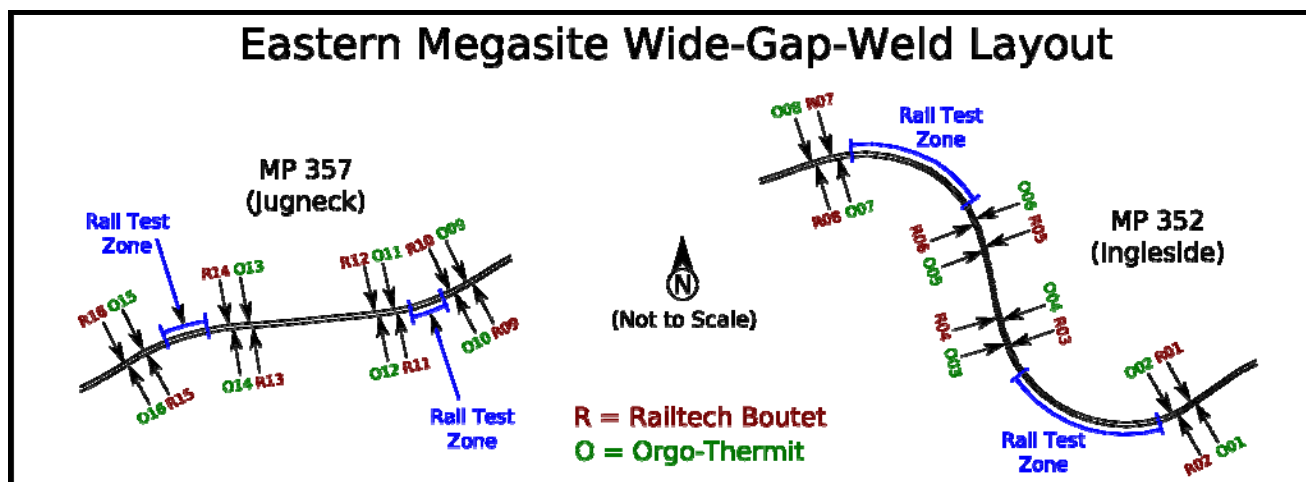 Eastern Megasite Wide-Gap-Weld Layout
MP 357
(Jugneck)
Rail Test
Zone
R16 O15
R14 O13
R12 O11
R10 O09
O16 R15
O14 R13
O12 R11
O10 R09
Rail Test
Zone
N
(Not to Scale)
R = Railtech Boutet
O = Orgo-Thermit
O08 R07
Rail Test
Zone
R08 O07
MP 352
(Ingleside)
O06
R05
R06
O05
O04
R03
R04
O03
O02 R01
R02 O01
Rail Test
Zone